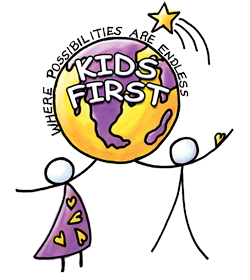 WHERE POSSIBILITIES ARE ENDLESS
KIDS
FIRST